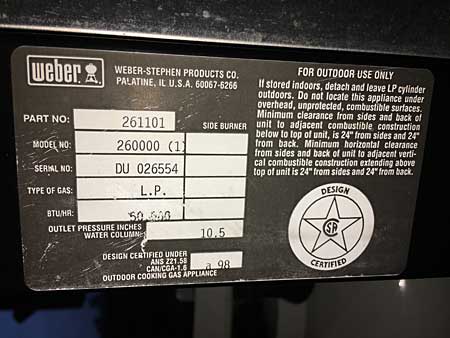 weber
WEBER-STEPHEN PRODUCTS CO.
PALATINE, IL U.S.A. 60067-6266
PART NO: 261101 SIDE BURNER
MODEL NO: 260000 (1)
SERIAL NO: DU 026554
TYPE OF GAS: L.P.
BTU/HR:
OUTLET PRESSURE INCHES
WATER COLUMN: 10.5
DESIGN CERTIFIED UNDER
ANS Z21.58
CAN/CGA-1.6 98
OUTDOOR COOKING GAS APPLIANCE
FOR OUTDOOR USE ONLY
If stored indoors, detach and leave LP cylinder
outdoors. Do not locate this appliance under
overhead, unprotected, combustible surfaces.
Minimum clearance from sides and back of
unit to adjacent combustible construction
below to top of unit, is 24" from sides and 24"
from back. Minimum horizontal clearance
from sides and back of unit to adjacent verti-
cal combustible construction extending above
top of unit is 24" from sides and 24" from back.
DESIGN
CERTIFIED